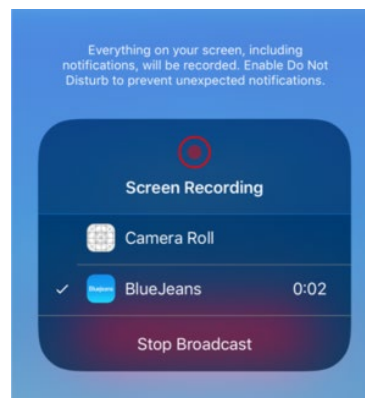 Everything on your screen, including
notifications, will be recorded. Enable Do Not
Disturb to prevent unexpected notifications.
Screen Recording
Camera Roll
BlueJeans
BlueJeans 0:02
Stop Broadcast